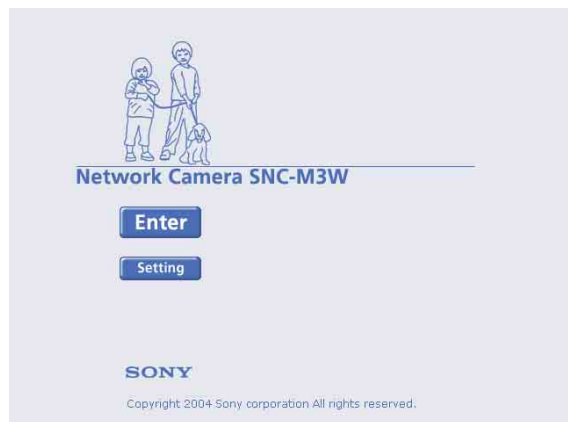 Network Camera SNC-M3W
Enter
Setting
SONY
Copyright 2004 Sony corporation All rights reserved.